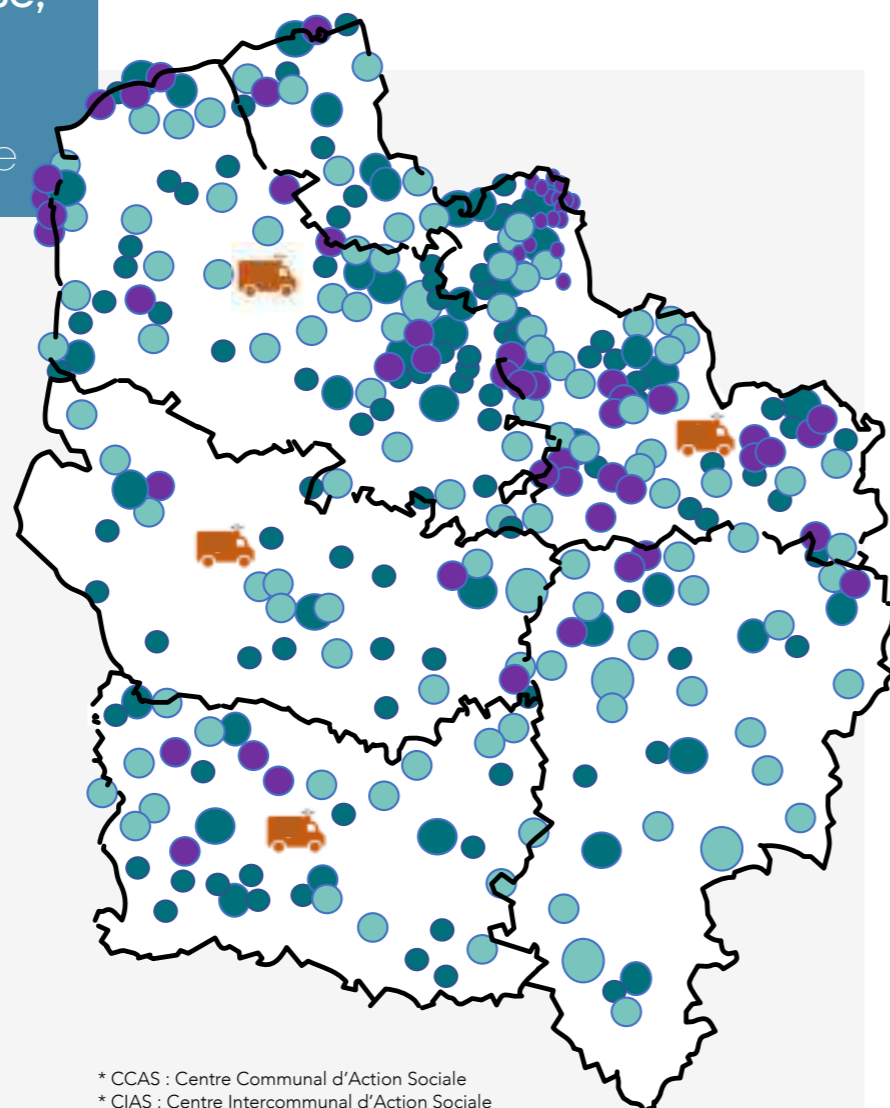 * CCAS : Centre Communal d'Action Sociale
* CIAS : Centre Intercommunal d'Action Sociale